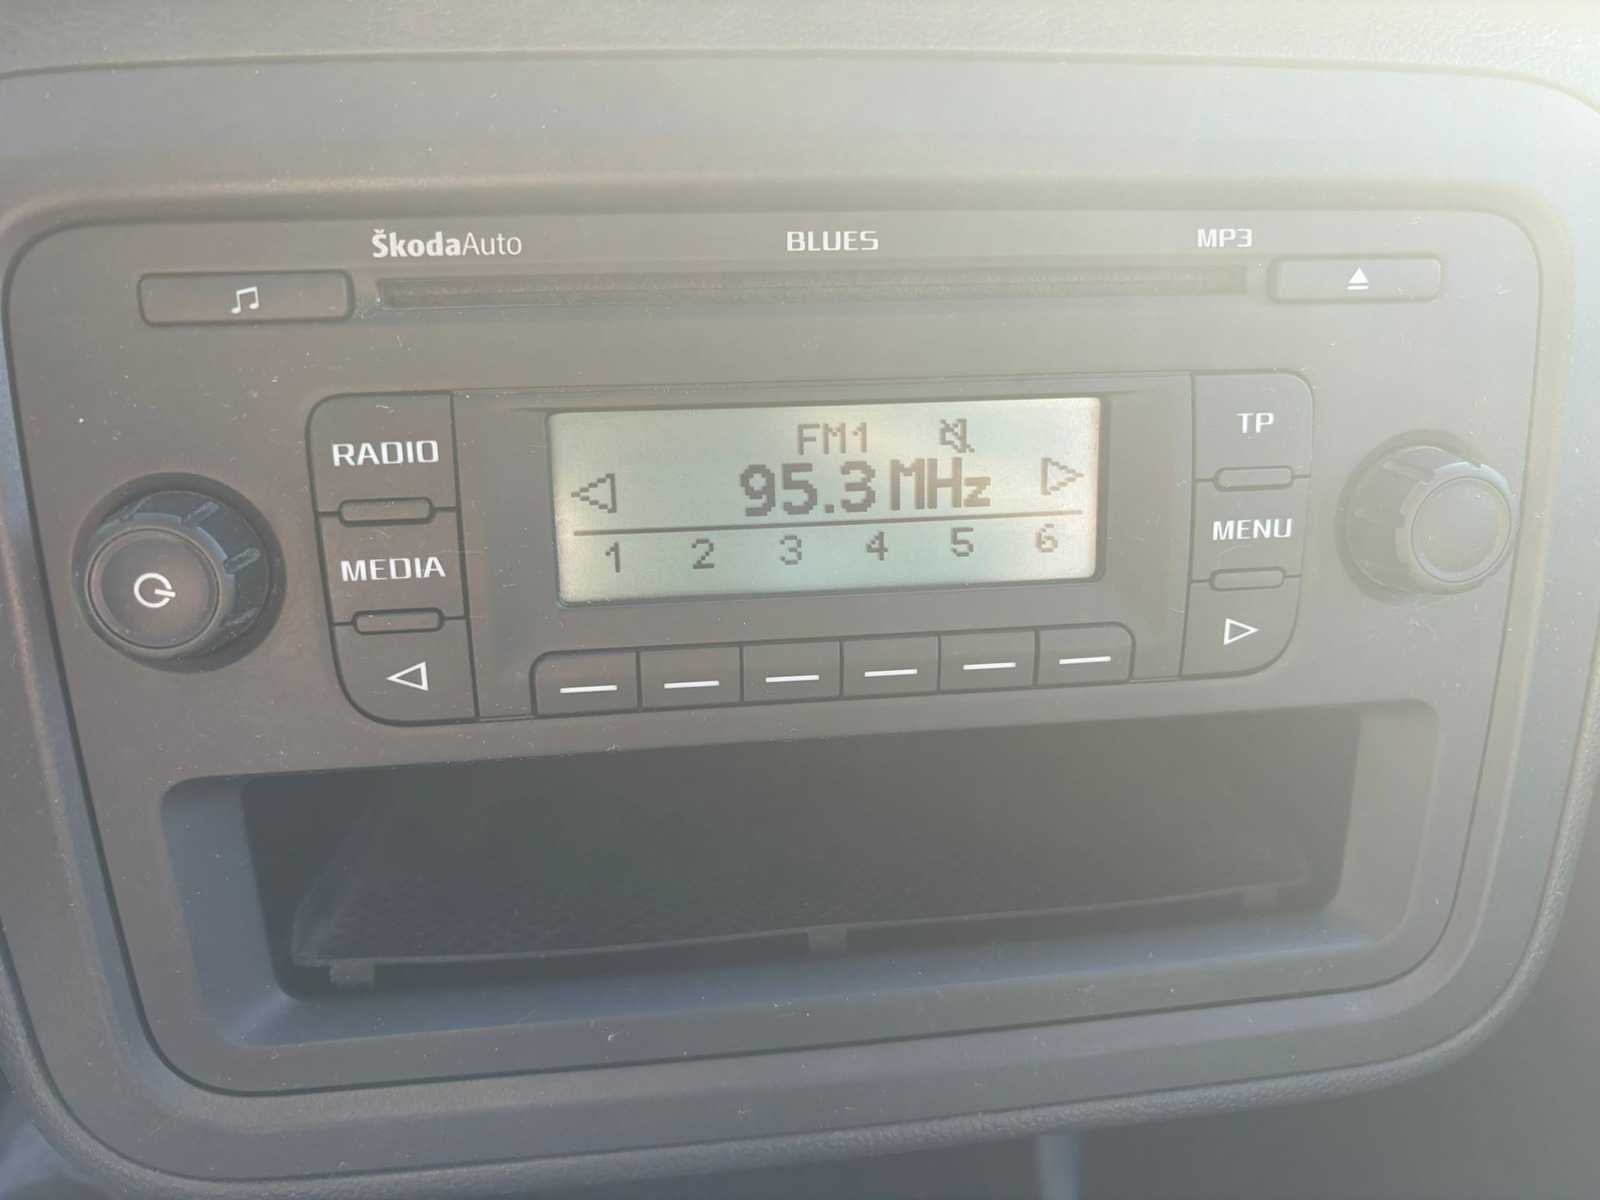 ŠkodaAuto BLUES MP3
RADIO
MEDIA
FM1
95.3 MHz
1 2 3 4 5 6
TP
MENU